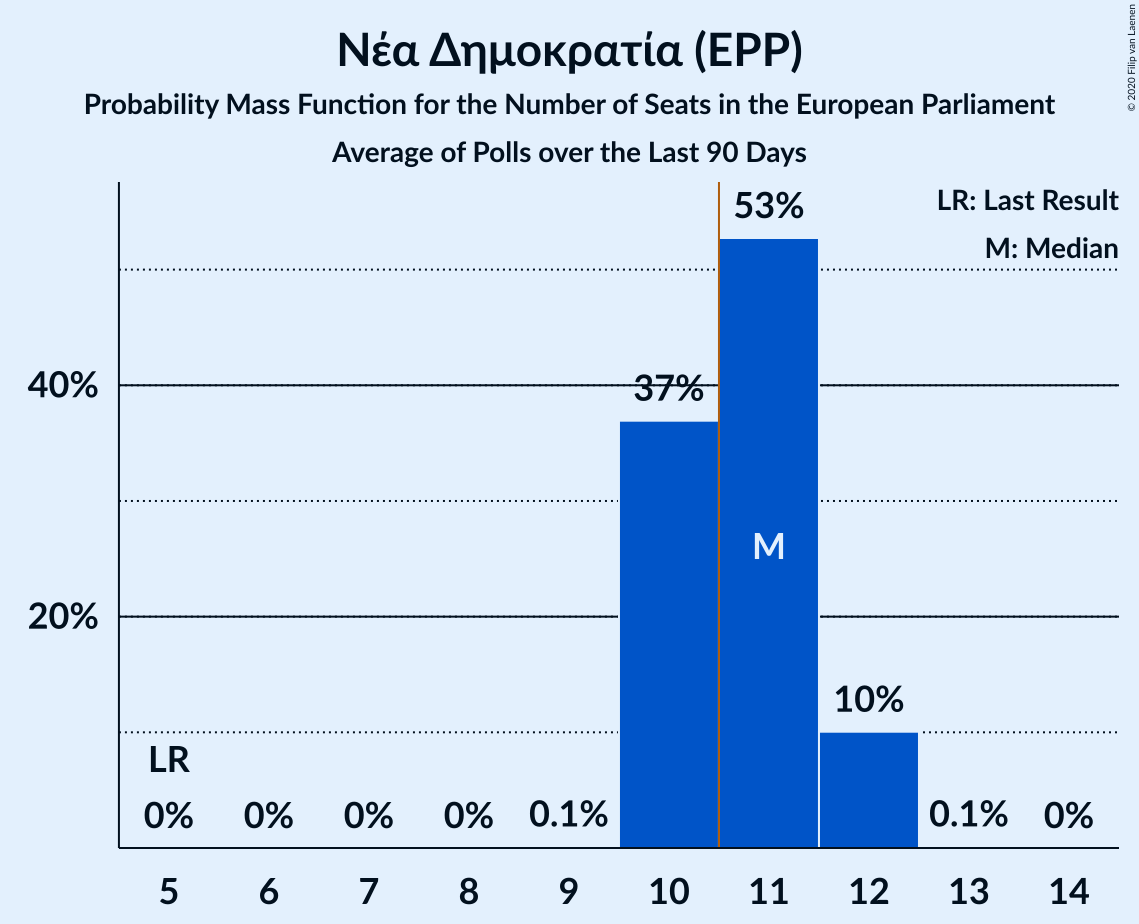 Νέα Δημοκρατία (EPP)
Probability Mass Function for the Number of Seats in the European Parliament
Average of Polls over the Last 90 Days
© 2020 Filip van Laenen
LR: Last Result
M: Median
53%
40%
37%
M
20%
10%
LR
0% 0% 0% 0% 0.1% 0.1% 0%
5 6 7 8 9 10 11 12 13 14